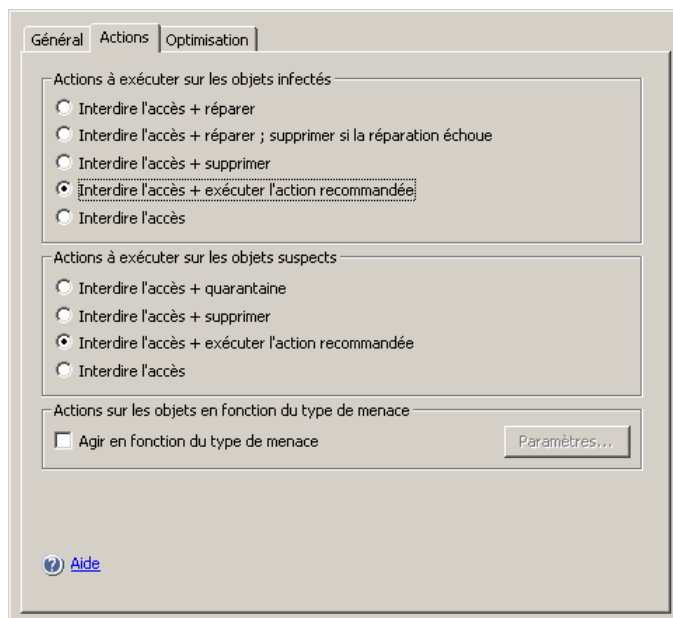 Général Actions Optimisation
Actions à exécuter sur les objets infectés
Interdire l'accès + réparer
Interdire l'accès + réparer ; supprimer si la réparation échoue
Interdire l'accès + supprimer
Interdire l'accès + exécuter l'action recommandée
Interdire l'accès
Actions à exécuter sur les objets suspects
Interdire l'accès + quarantaine
Interdire l'accès + supprimer
Interdire l'accès + exécuter l'action recommandée
Interdire l'accès
Actions sur les objets en fonction du type de menace
Agir en fonction du type de menace Paramètres...
? Aide